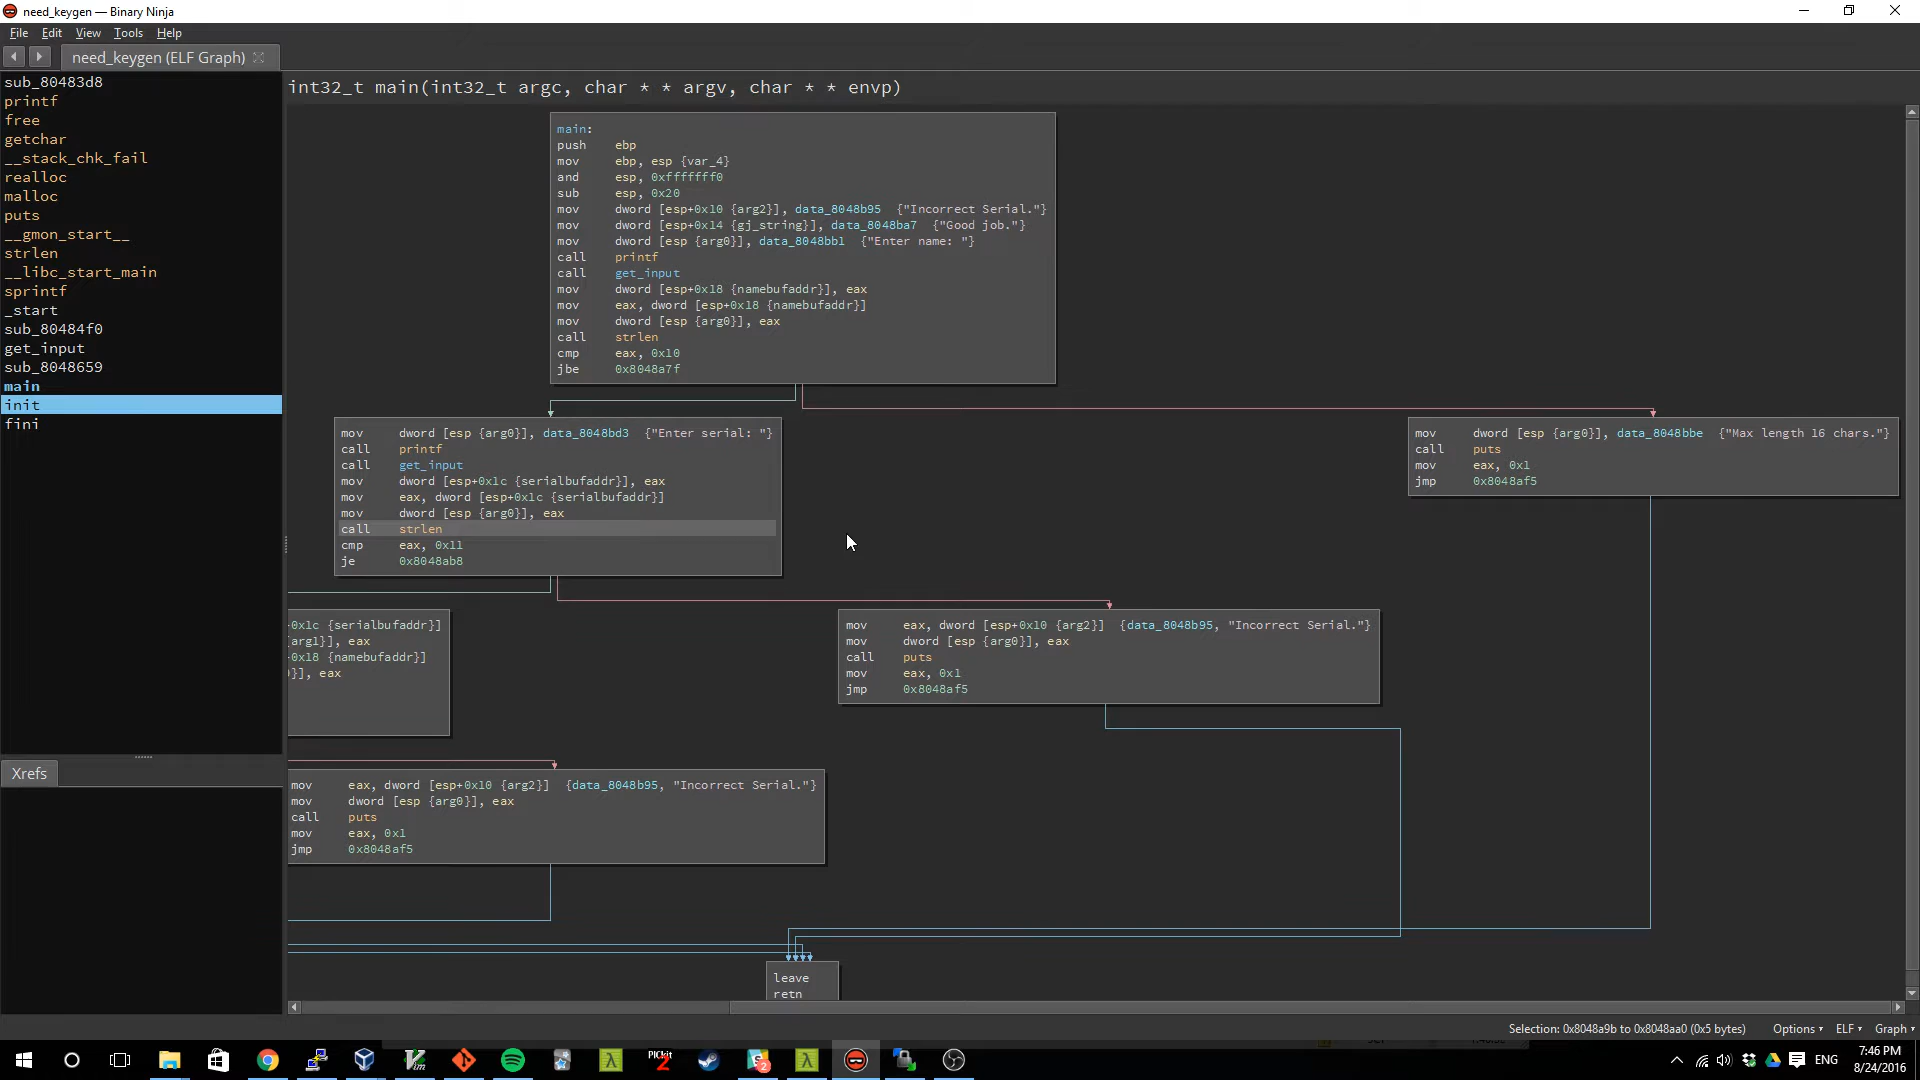 need_keygen — Binary Ninja
File Edit View Tools Help
need_keygen (ELF Graph)
sub_80483d8
printf
free
getchar
__stack_chk_fail
realloc
malloc
puts
__gmon_start__
strlen
__libc_start_main
sprintf
_start
sub_80484f0
get_input
sub_8048659
main
init
fini
Xrefs
int32_t main(int32_t argc, char * * argv, char * * envp)
main:
push ebp
mov ebp, esp {var_4}
and esp, 0xfffffff0
sub esp, 0x20
mov dword [esp+0x10 {arg2}], data_8048b95 {"Incorrect Serial."}
mov dword [esp+0x14 {gj_string}], data_8048ba7 {"Good job."}
mov dword [esp {arg0}], data_8048bb1 {"Enter name: "}
call printf
call get_input
mov dword [esp+0x18 {namebufaddr}], eax
mov eax, dword [esp+0x18 {namebufaddr}]
mov dword [esp {arg0}], eax
call strlen
cmp eax, 0x10
jbe 0x8048a7f
mov dword [esp {arg0}], data_8048bd3 {"Enter serial: "}
call printf
call get_input
mov dword [esp+0x1c {serialbufaddr}], eax
mov eax, dword [esp+0x1c {serialbufaddr}]
mov dword [esp {arg0}], eax
call strlen
cmp eax, 0x11
je 0x8048ab8
mov dword [esp {arg0}], data_8048bbe {"Max length 16 chars."}
call puts
mov eax, 0x1
jmp 0x8048af5
+0x1c {serialbufaddr}]
{arg1}], eax
+0x18 {namebufaddr}]
}], eax
mov eax, dword [esp+0x10 {arg2}] {data_8048b95, "Incorrect Serial."}
mov dword [esp {arg0}], eax
call puts
mov eax, 0x1
jmp 0x8048af5
mov eax, dword [esp+0x10 {arg2}] {data_8048b95, "Incorrect Serial."}
mov dword [esp {arg0}], eax
call puts
mov eax, 0x1
jmp 0x8048af5
leave
retn
Selection: 0x8048a9b to 0x8048aa0 (0x5 bytes) Options ELF Graph
PICkit
2
2
ENG
7:46 PM
8/24/2016